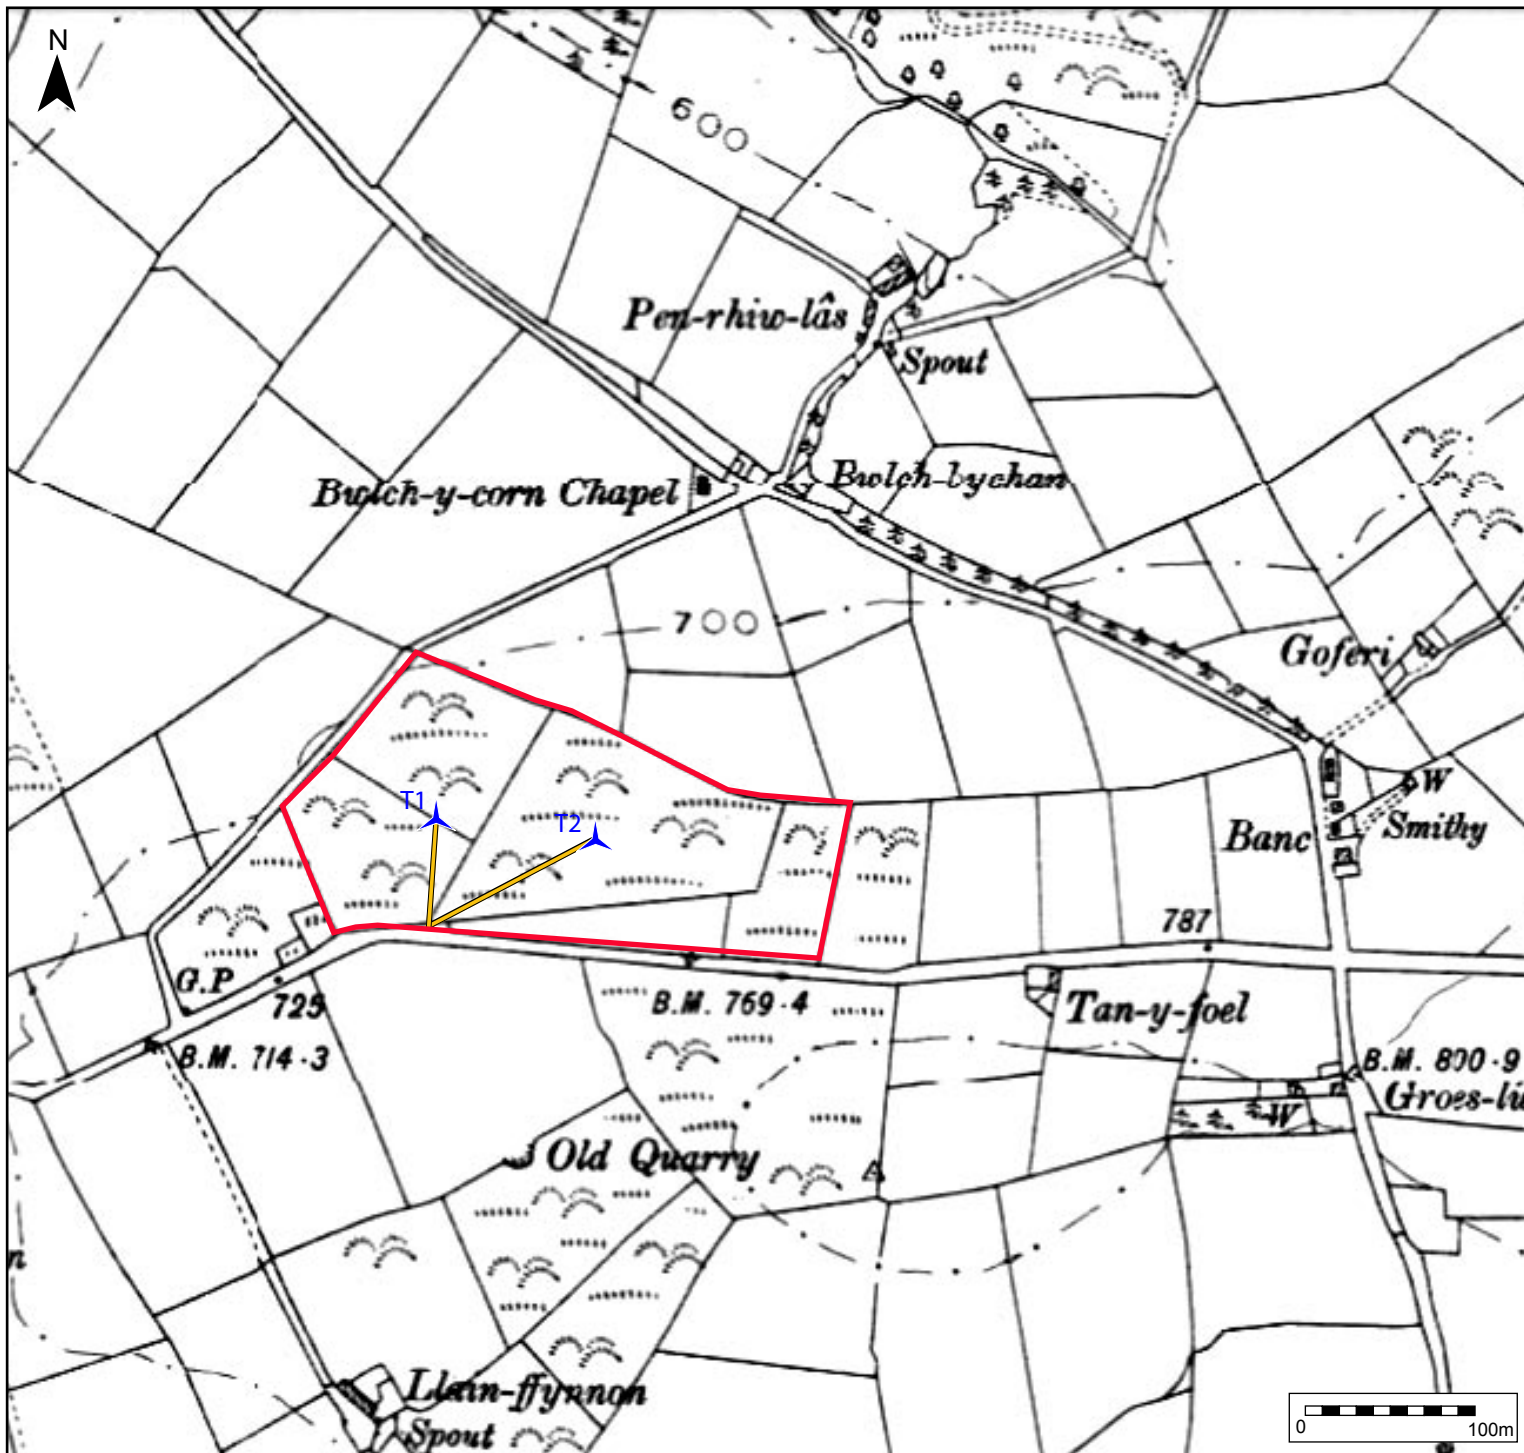 N
600
Pen-rhiw-lâs
Spout
Bwlch-y-corn Chapel
Bwlch-bychan
700
Goferi
T1
T2
W
Banc
Smithy
787
G.P
725
B.M. 769·4
Tan-y-foel
B.M. 714·3
B.M. 800·9
W
Old Quarry
Llain-ffynnon
Spout
0
100m